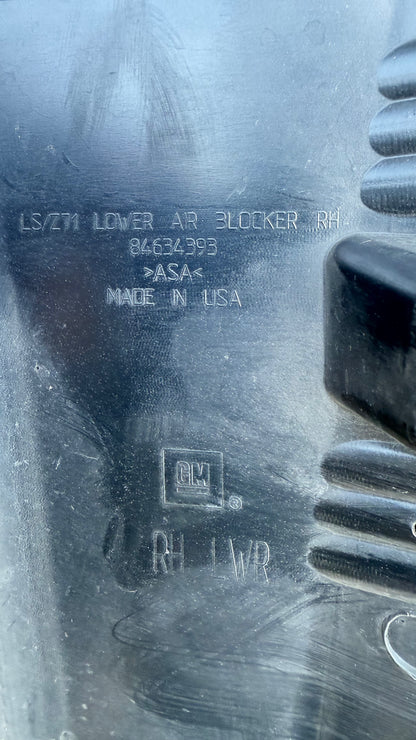 LS/Z71 LOWER AIR BLOCKER RH
84634393
>ASA<
MADE IN USA
GM®
RH LWR